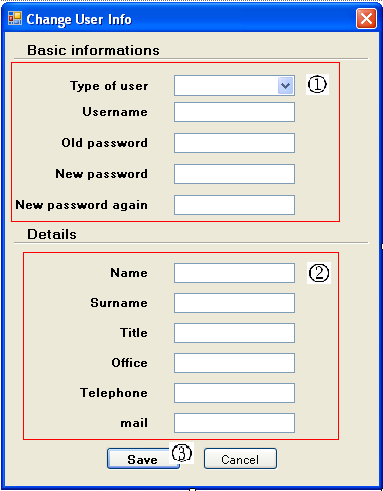 Change User Info
Basic informations
Type of user ①
Username
Old password
New password
New password again
Details
Name ②
Surname
Title
Office
Telephone
mail
Save ③ Cancel